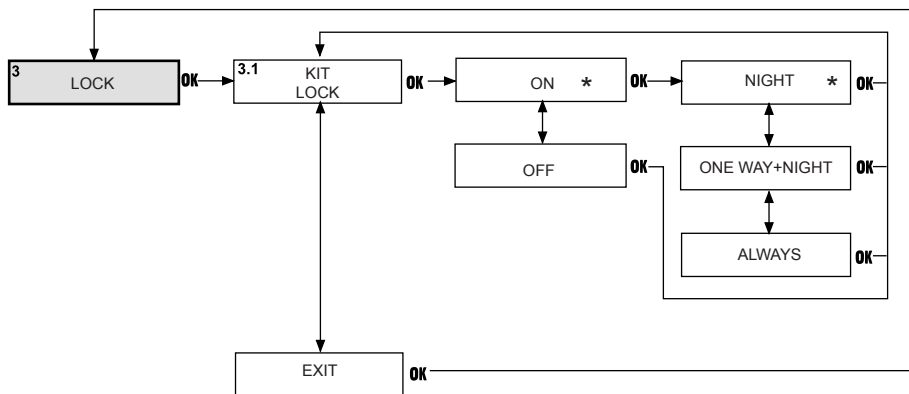 3
LOCK
OK
3.1
KIT
LOCK
OK
ON *
OK
NIGHT *
OK
OFF
OK
ONE WAY+NIGHT
OK
ALWAYS
OK
EXIT
OK